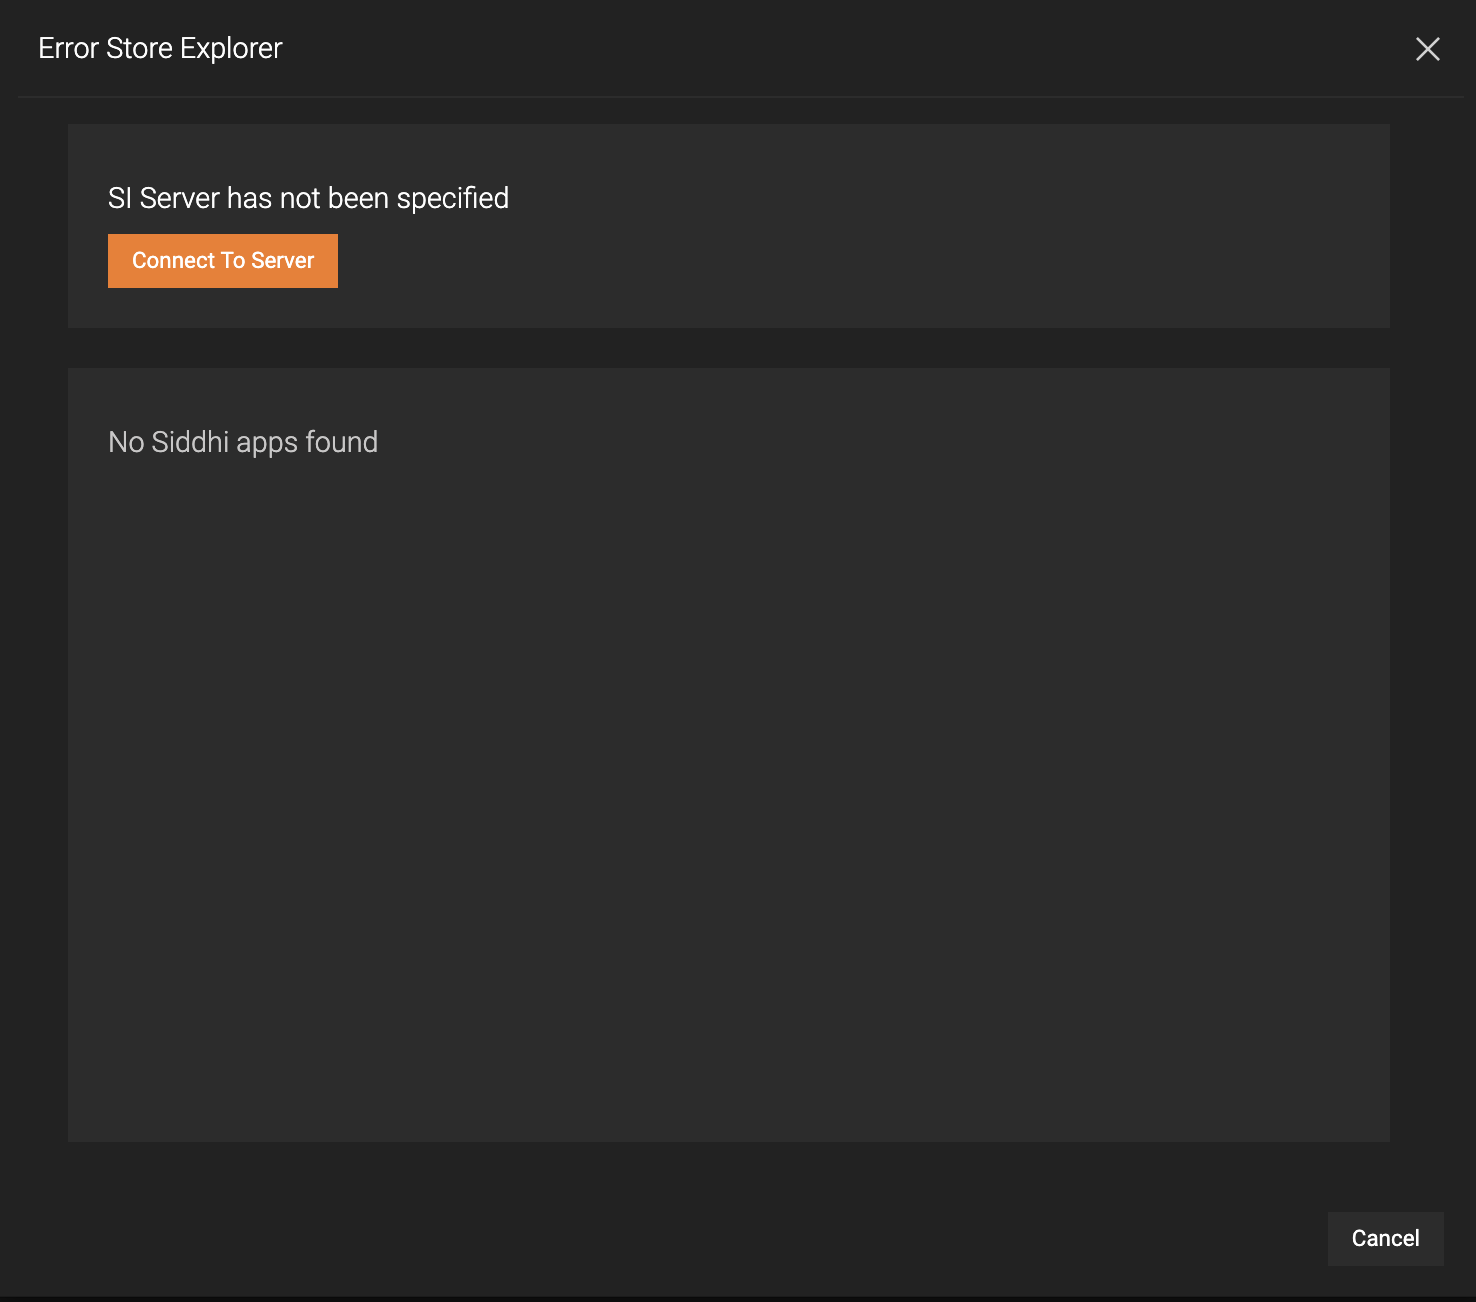 Error Store Explorer
SI Server has not been specified
Connect To Server
No Siddhi apps found
Cancel